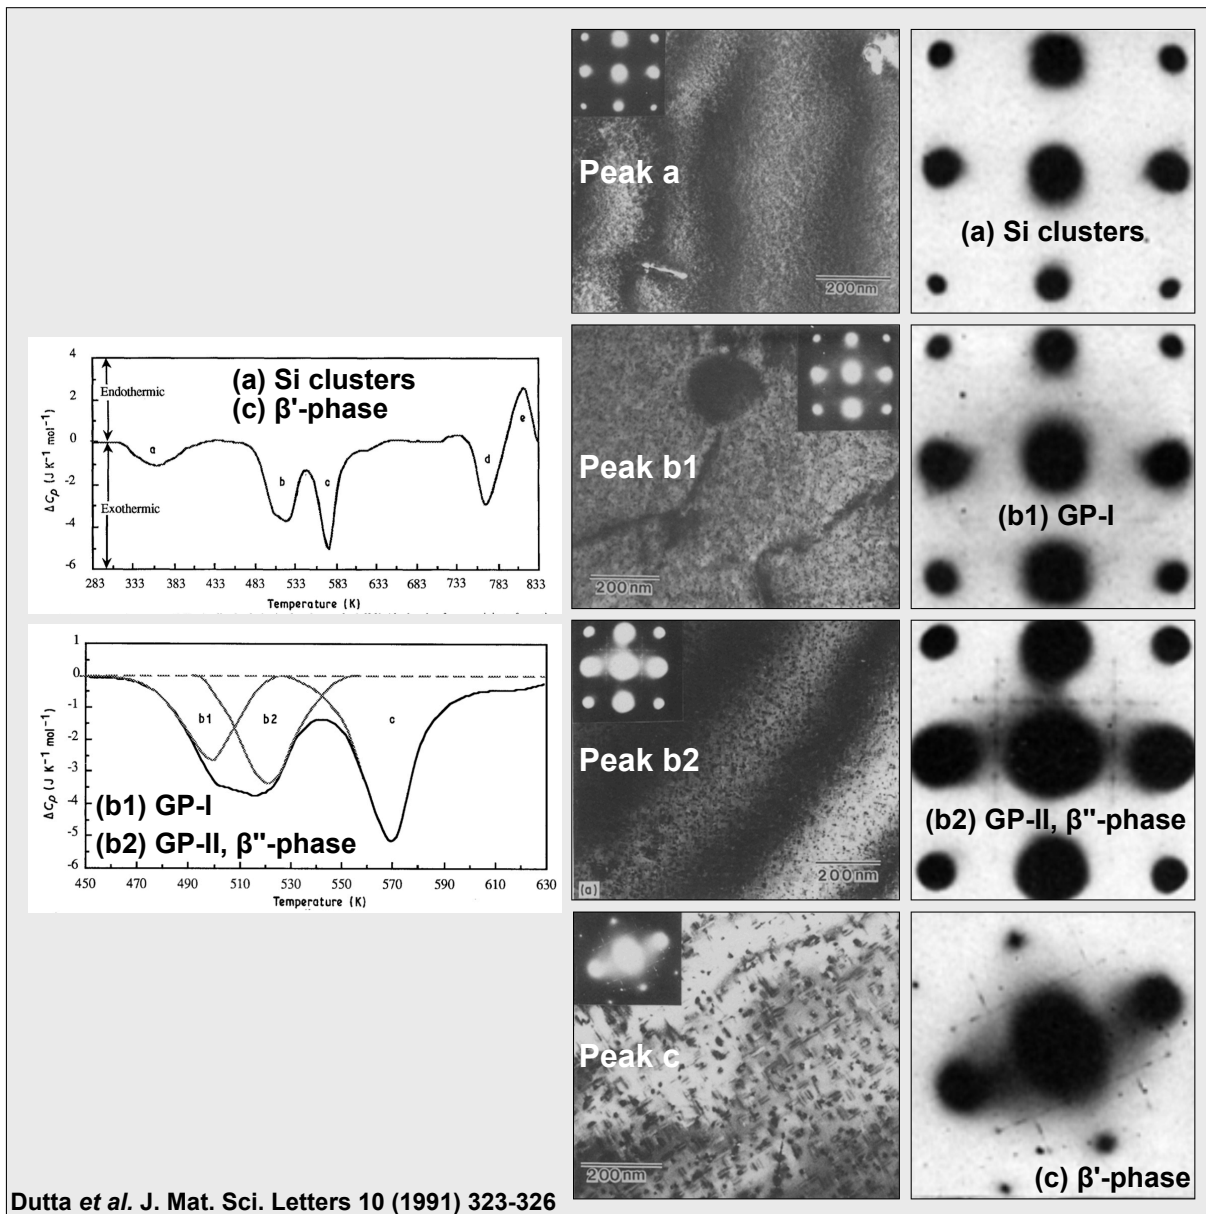 Peak a
200nm
(a) Si clusters
Peak b1
200nm
(b1) GP-I
Peak b2
200nm
(a)
(b2) GP-II, β"-phase
Peak c
200nm
(c) β'-phase
(a) Si clusters
(c) β'-phase
Endothermic
Exothermic
ΔCp (J K⁻¹ mol⁻¹)
4
2
0
-2
-4
-6
a
b
c
d
e
283 333 383 433 483 533 583 633 683 733 783 833
Temperature (K)
1
0
-1
-2
-3
-4
-5
-6
ΔCp (J K⁻¹ mol⁻¹)
b1
b2
c
(b1) GP-I
(b2) GP-II, β"-phase
450 470 490 510 530 550 570 590 610 630
Temperature (K)
Dutta et al. J. Mat. Sci. Letters 10 (1991) 323-326